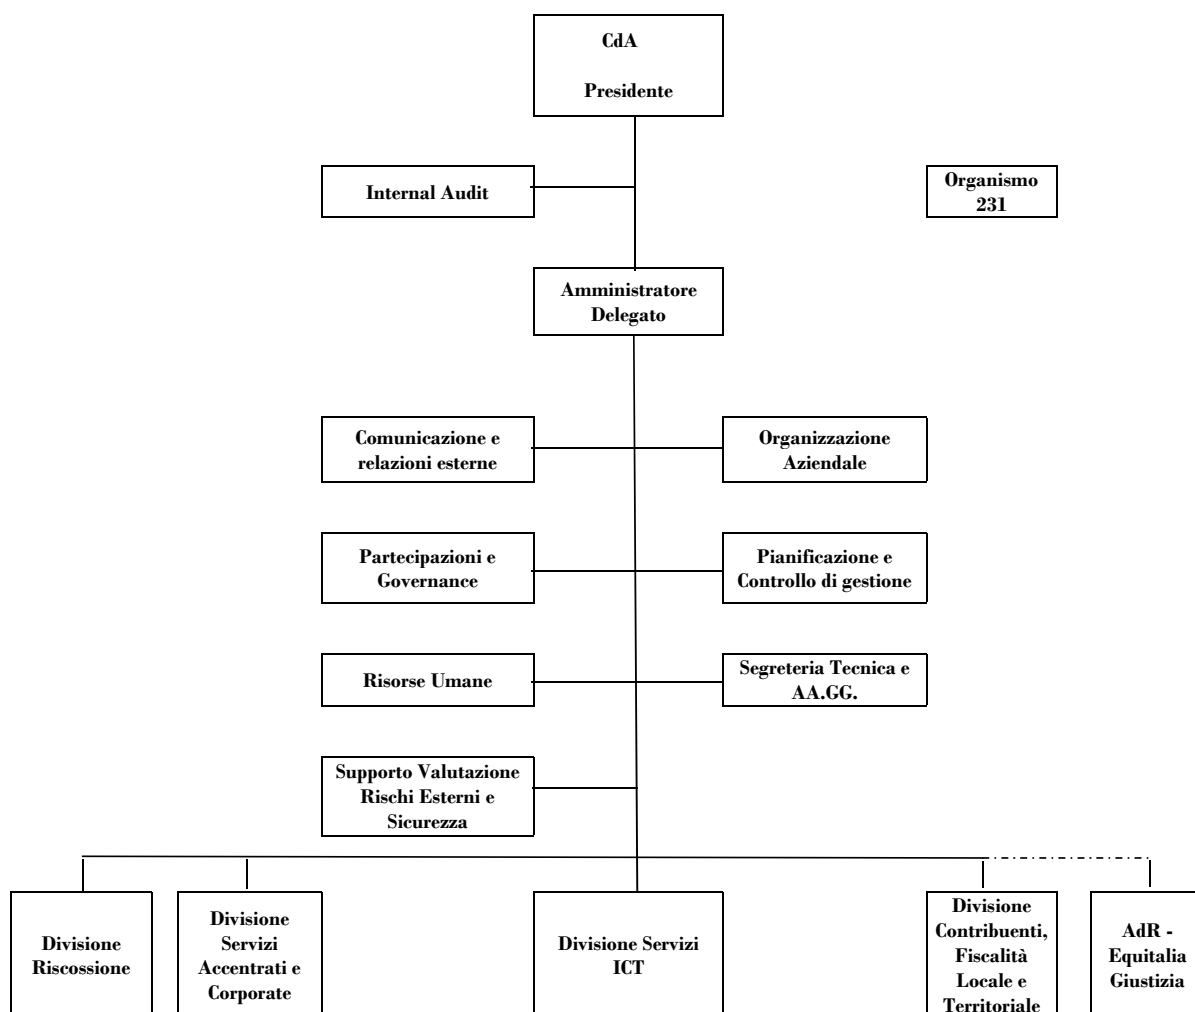 CdA
Presidente
Internal Audit
Organismo
231
Amministratore
Delegato
Comunicazione e
relazioni esterne
Organizzazione
Aziendale
Partecipazioni e
Governance
Pianificazione e
Controllo di gestione
Risorse Umane
Segreteria Tecnica e
AA.GG.
Supporto Valutazione
Rischi Esterni e
Sicurezza
Divisione
Riscossione
Divisione
Servizi
Accentrati e
Corporate
Divisione Servizi
ICT
Divisione
Contribuenti,
Fiscalità
Locale e
Territoriale
AdR -
Equitalia
Giustizia